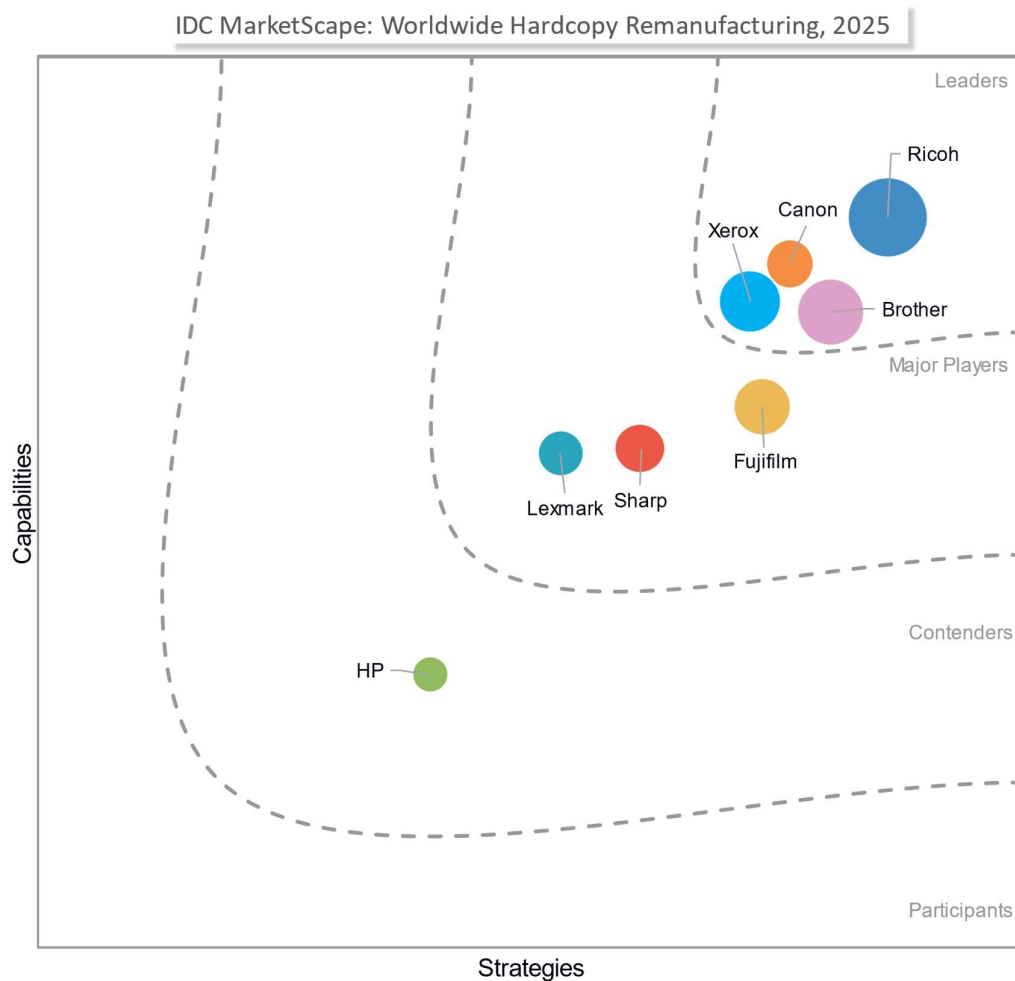 IDC MarketScape: Worldwide Hardcopy Remanufacturing, 2025
Leaders
Ricoh
Canon
Xerox
Brother
Major Players
Fujifilm
Sharp
Lexmark
Capabilities
Contenders
HP
Participants
Strategies